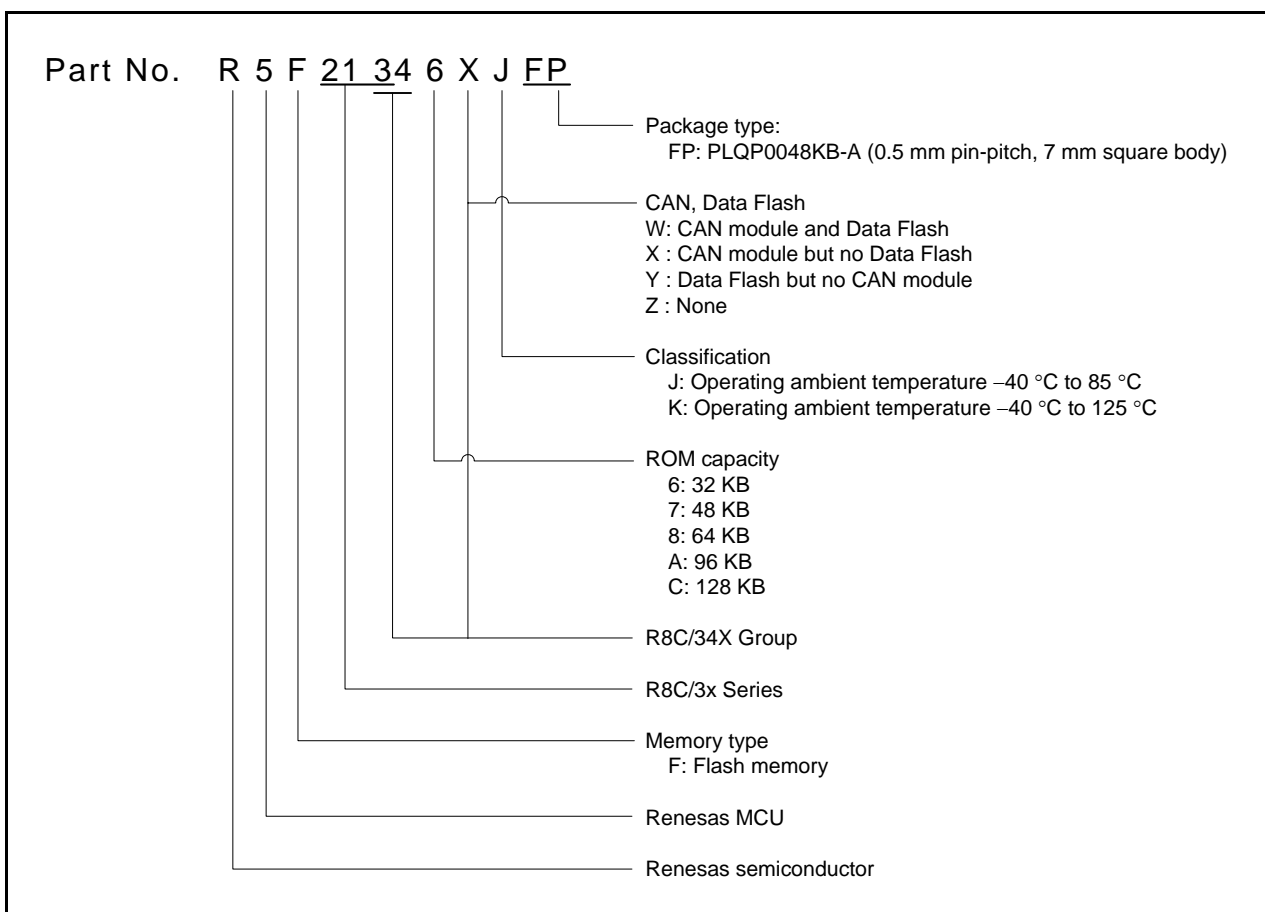 Part No. R 5 F 21 34 6 X J FP
Package type:
FP: PLQP0048KB-A (0.5 mm pin-pitch, 7 mm square body)
CAN, Data Flash
W: CAN module and Data Flash
X : CAN module but no Data Flash
Y : Data Flash but no CAN module
Z : None
Classification
J: Operating ambient temperature −40 °C to 85 °C
K: Operating ambient temperature −40 °C to 125 °C
ROM capacity
6: 32 KB
7: 48 KB
8: 64 KB
A: 96 KB
C: 128 KB
R8C/34X Group
R8C/3x Series
Memory type
F: Flash memory
Renesas MCU
Renesas semiconductor